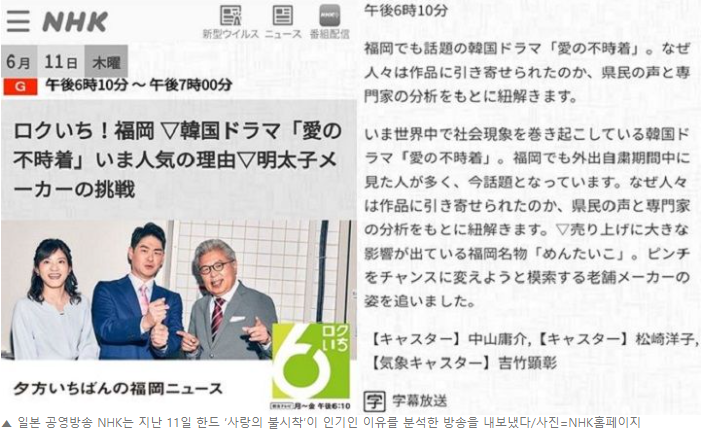 NHK
新型ウイルス ニュース 番組配信
6月 11日 木曜
G 午後6時10分 ～ 午後7時00分
ロクいち！福岡 ▽韓国ドラマ「愛の
不時着」いま人気の理由▽明太子メ
ーカーの挑戦
ロクいち
6
福岡
月～金 午後6:10
夕方いちばんの福岡ニュース
午後6時10分
福岡でも話題の韓国ドラマ「愛の不時着」。なぜ
人々は作品に引き寄せられたのか、県民の声と専
門家の分析をもとに紐解きます。
いま世界中で社会現象を巻き起こしている韓国ド
ラマ「愛の不時着」。福岡でも外出自粛期間中に
見た人が多く、今話題となっています。なぜ人々
は作品に引き寄せられたのか、県民の声と専門家
の分析をもとに紐解きます。▽売り上げに大きな
影響が出ている福岡名物「めんたいこ」。ピンチ
をチャンスに変えようと模索する老舗メーカーの
姿を追いました。
【キャスター】中山庸介,【キャスター】松崎洋子,
【気象キャスター】吉竹顕彰
字 字幕放送
▲ 일본 공영방송 NHK는 지난 11일 한드 ‘사랑의 불시착’이 인기인 이유를 분석한 방송을 내보냈다/사진=NHK홈페이지